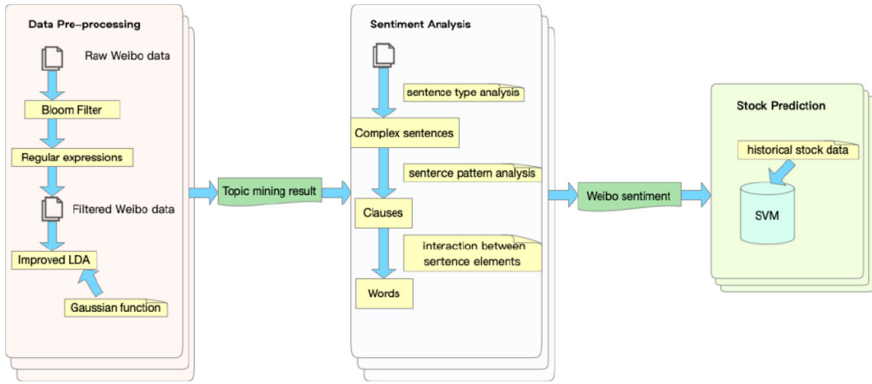 Data Pre-processing
Raw Weibo data
Bloom Filter
Regular expressions
Filtered Weibo data
Improved LDA
Gaussian function
Topic mining result
Sentiment Analysis
sentence type analysis
Complex sentences
sentence pattern analysis
Clauses
interaction between
sentence elements
Words
Weibo sentiment
Stock Prediction
historical stock data
SVM